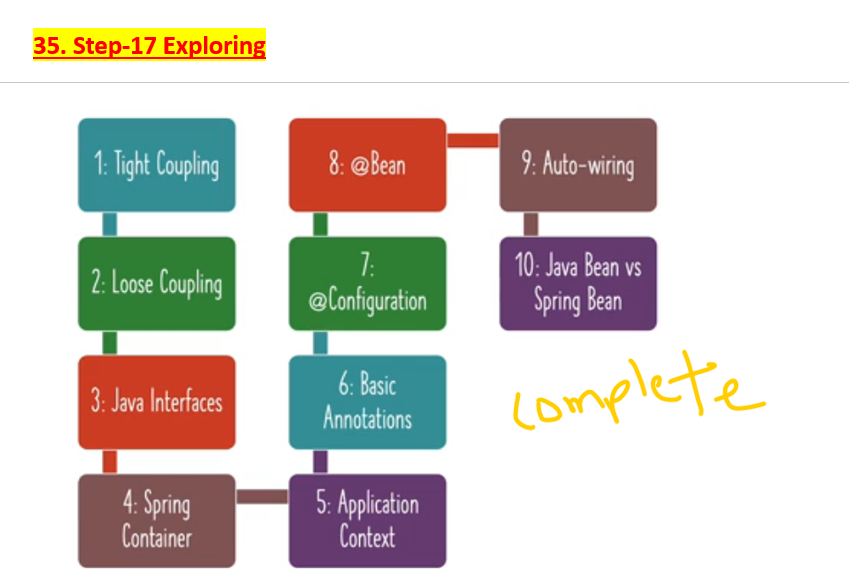 35. Step-17 Exploring
1: Tight Coupling
2: Loose Coupling
3: Java Interfaces
4: Spring
Container
5: Application
Context
6: Basic
Annotations
7:
@Configuration
8: @Bean
9: Auto-wiring
10: Java Bean vs
Spring Bean
complete